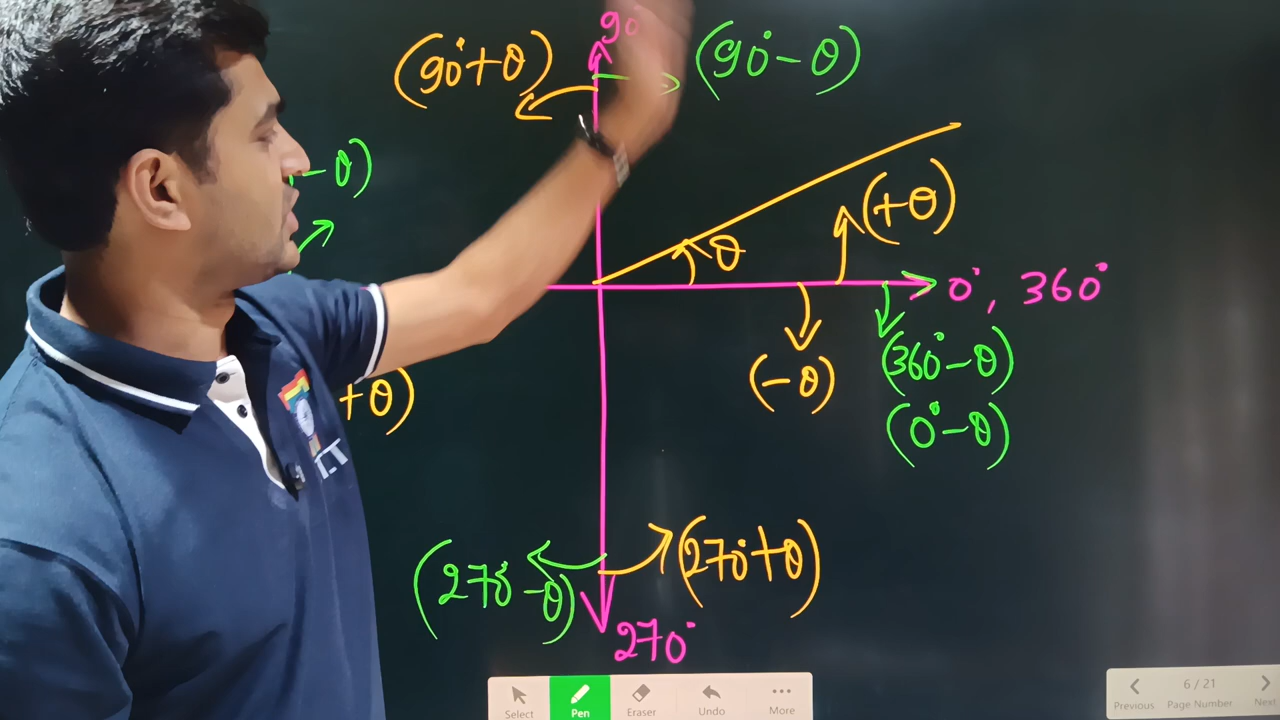 90
(90°+θ)
(90°-θ)
-θ)
(+θ)
θ
0°, 360°
(-θ)
(360°-θ)
+θ)
(0°-θ)
(270°-θ)
(270°+θ)
270°
Select
Pen
Eraser
Undo
More
Previous
6 / 21
Page Number
Next